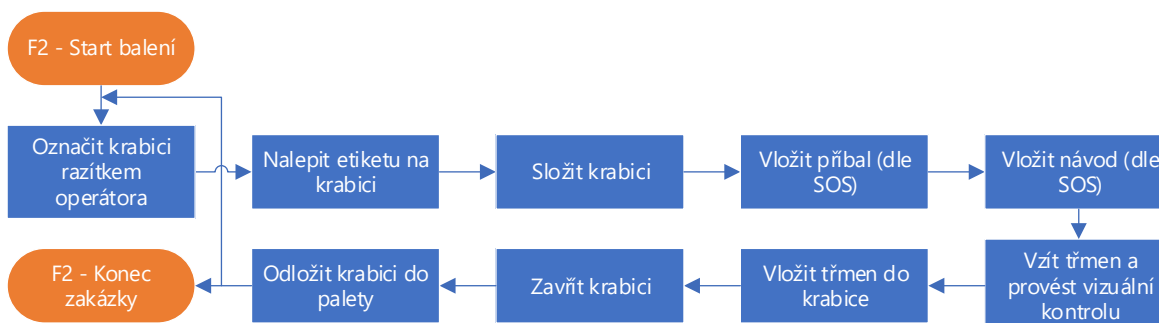 F2 - Start balení
Označit krabici
razítkem
operátora
Nalepit etiketu na
krabici
Složit krabici
Vložit příbal (dle
SOS)
Vložit návod (dle
SOS)
Vzít třmen a
provést vizuální
kontrolu
Vložit třmen do
krabice
Zavřít krabici
Odložit krabici do
palety
F2 - Konec
zakázky